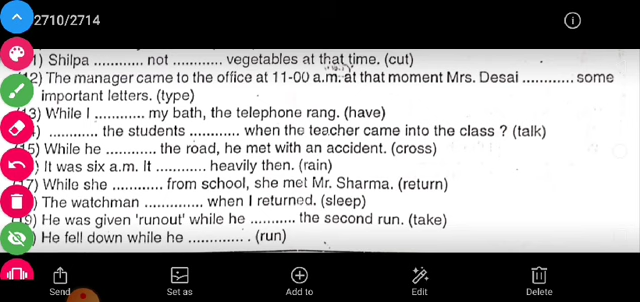 2710/2714
1) Shilpa ............ not ............ vegetables at that time. (cut)
12) The manager came to the office at 11-00 a.m. at that moment Mrs. Desai ............ some
important letters. (type)
13) While I ............ my bath, the telephone rang. (have)
) ............ the students ............ when the teacher came into the class ? (talk)
15) While he ............ the road, he met with an accident. (cross)
) It was six a.m. It ............ heavily then. (rain)
17) While she ............ from school, she met Mr. Sharma. (return)
) The watchman .............. when I returned. (sleep)
19) He was given 'runout' while he ........... the second run. (take)
) He fell down while he .............. . (run)
Send Set as Add to Edit Delete